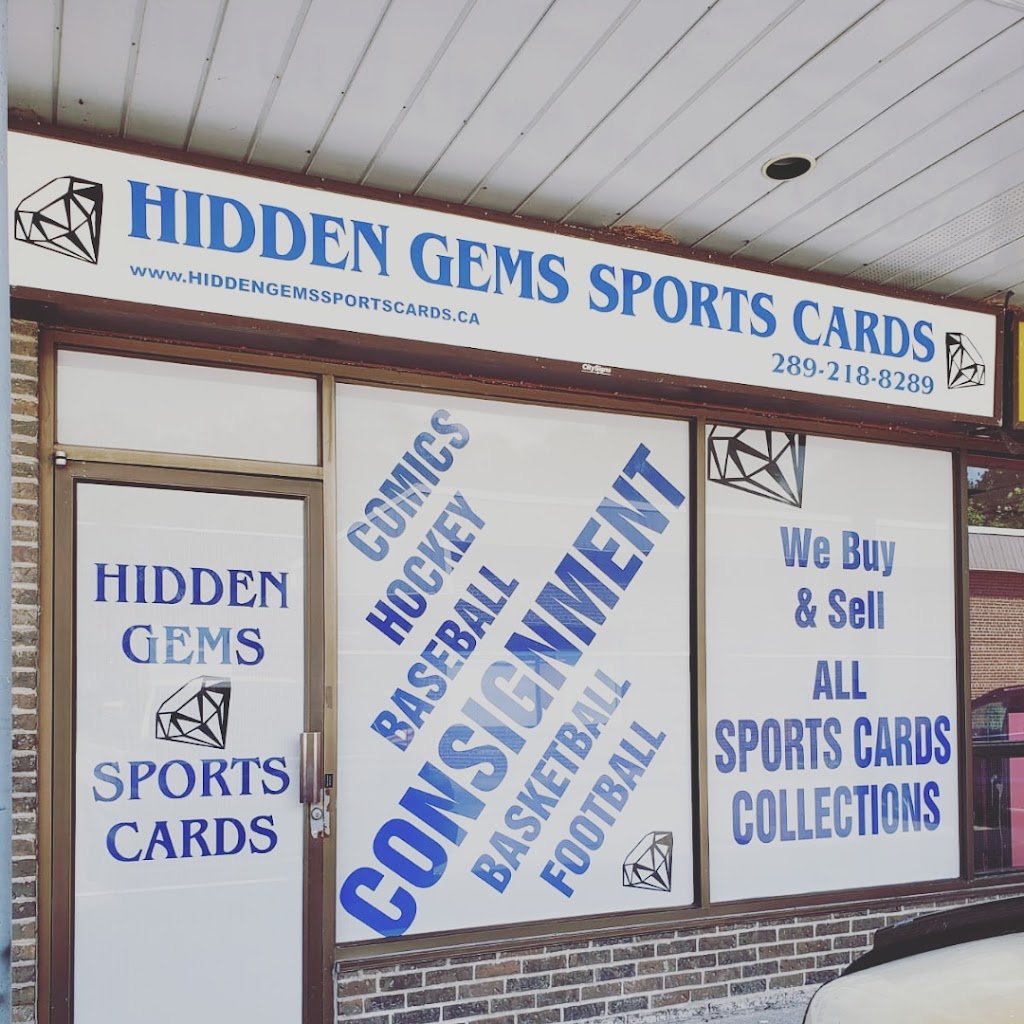 HIDDEN GEMS SPORTS CARDS
www.HIDDENGEMSSPORTSCARDS.CA
289-218-8289
CitySigns
HIDDEN
GEMS
SPORTS
CARDS
COMICS
HOCKEY
BASEBALL
CONSIGNMENT
BASKETBALL
FOOTBALL
We Buy
& Sell
ALL
SPORTS CARDS
COLLECTIONS